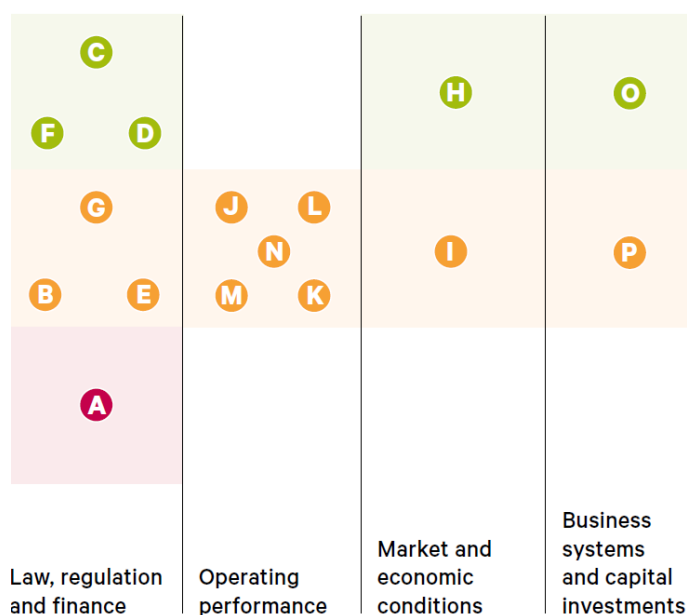 C
H
O
F
D
G
J
L
N
I
P
B
E
M
K
A
Law, regulation
and finance
Operating
performance
Market and
economic
conditions
Business
systems
and capital
investments